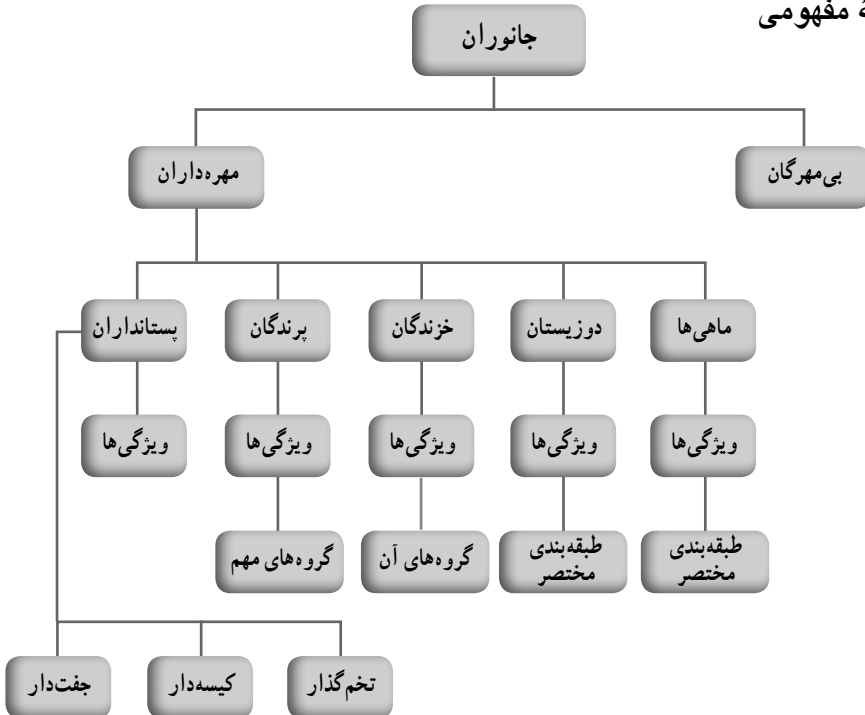 مفهومی
جانوران
بی‌مهرگان
مهره‌داران
ماهی‌ها
دوزیستان
خزندگان
پرندگان
پستانداران
ویژگی‌ها
ویژگی‌ها
ویژگی‌ها
ویژگی‌ها
ویژگی‌ها
طبقه‌بندی
مختصر
طبقه‌بندی
مختصر
گروه‌های آن
گروه‌های مهم
تخم‌گذار
کیسه‌دار
جفت‌دار